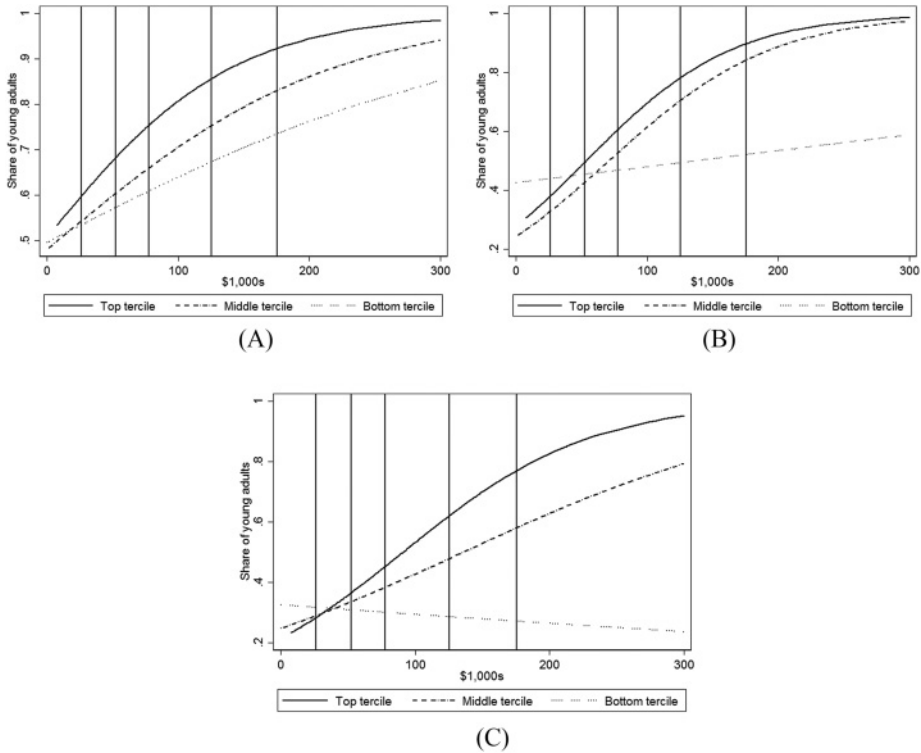 1
.9
.8
.7
.6
.5
Share of young adults
0
100
200
300
$1,000s
Top tercile
Middle tercile
Bottom tercile
(A)
1
.8
.6
.4
.2
Share of young adults
0
100
200
300
$1,000s
Top tercile
Middle tercile
Bottom tercile
(B)
1
.8
.6
.4
.2
Share of young adults
0
100
200
300
$1,000s
Top tercile
Middle tercile
Bottom tercile
(C)